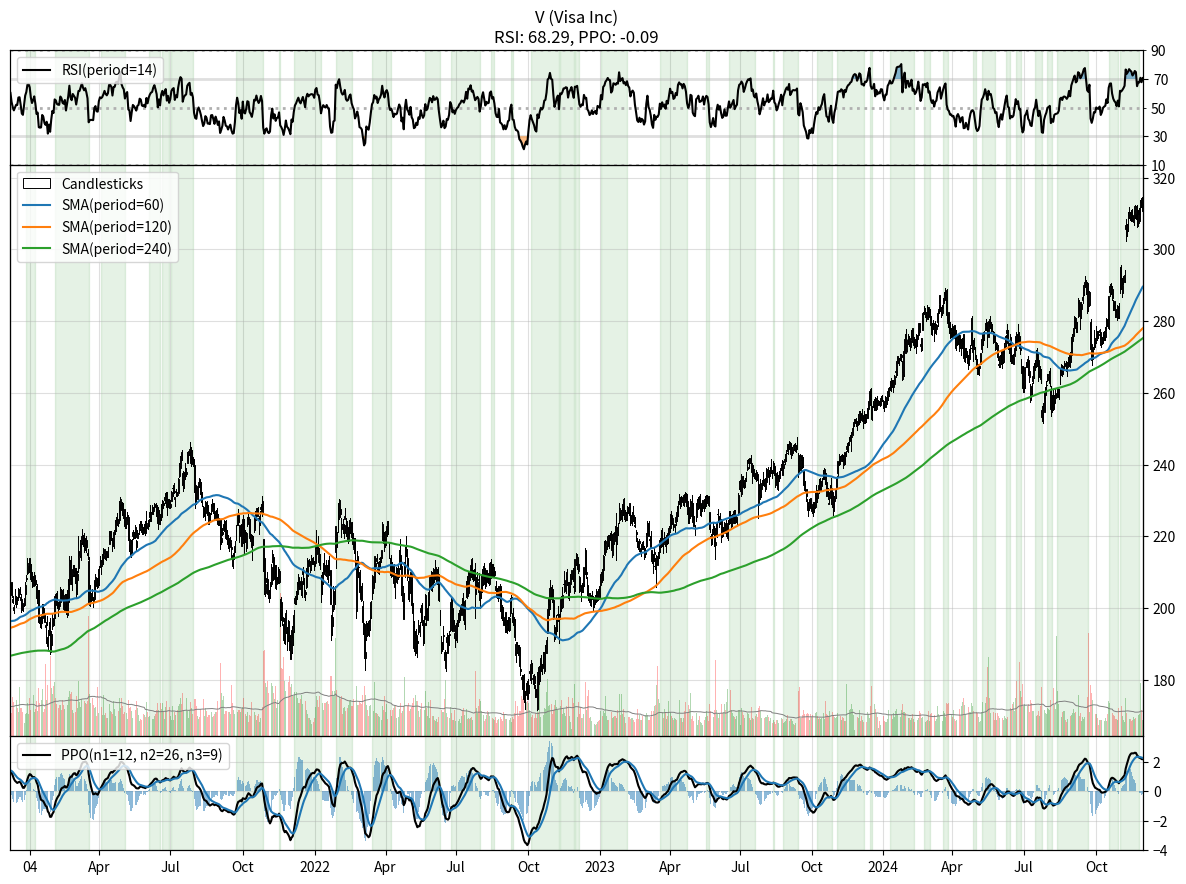 V (Visa Inc)
RSI: 68.29, PPO: -0.09
RSI(period=14)
90
70
50
30
10
Candlesticks
SMA(period=60)
SMA(period=120)
SMA(period=240)
320
300
280
260
240
220
200
180
PPO(n1=12, n2=26, n3=9)
2
0
−2
−4
04 Apr Jul Oct 2022 Apr Jul Oct 2023 Apr Jul Oct 2024 Apr Jul Oct